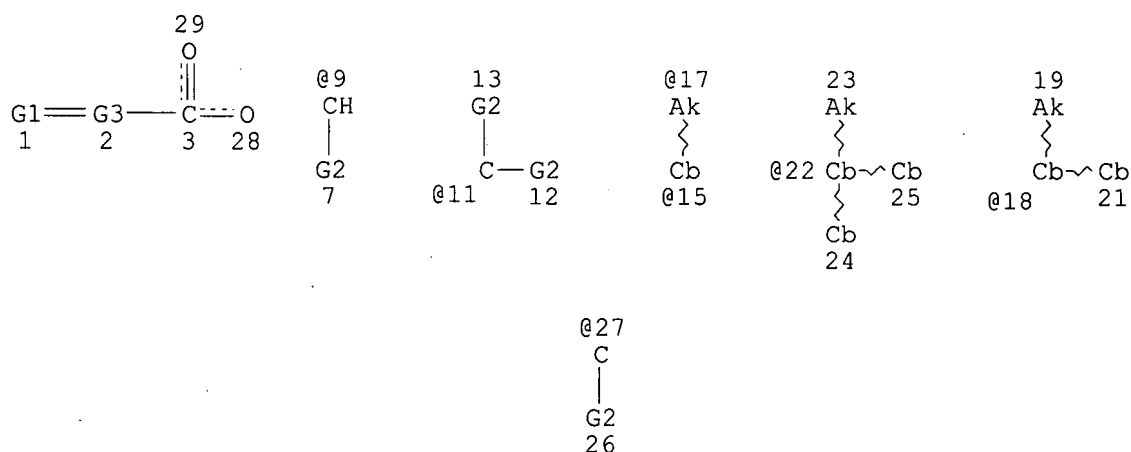 29
O @9 13 @17 23 19
CH G2 Ak Ak Ak
G1 G3 C O
1 2 3 28
G2 C G2 Cb @22 Cb Cb Cb Cb
7 @11 12 @15 25 @18 21
Cb
24
@27
C
G2
26